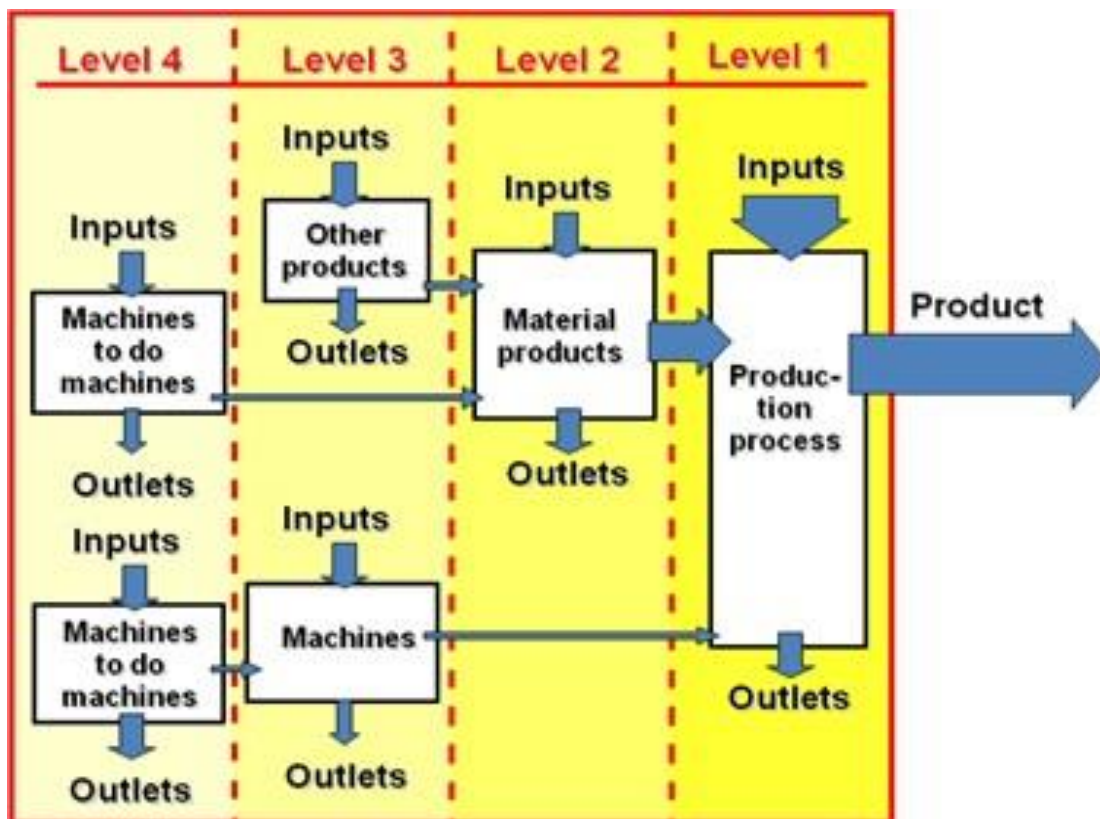 Level 4
Level 3
Level 2
Level 1
Inputs
Machines
to do
machines
Outlets
Inputs
Machines
to do
machines
Outlets
Inputs
Other
products
Outlets
Inputs
Machines
Outlets
Inputs
Material
products
Outlets
Inputs
Produc-
tion
process
Outlets
Product